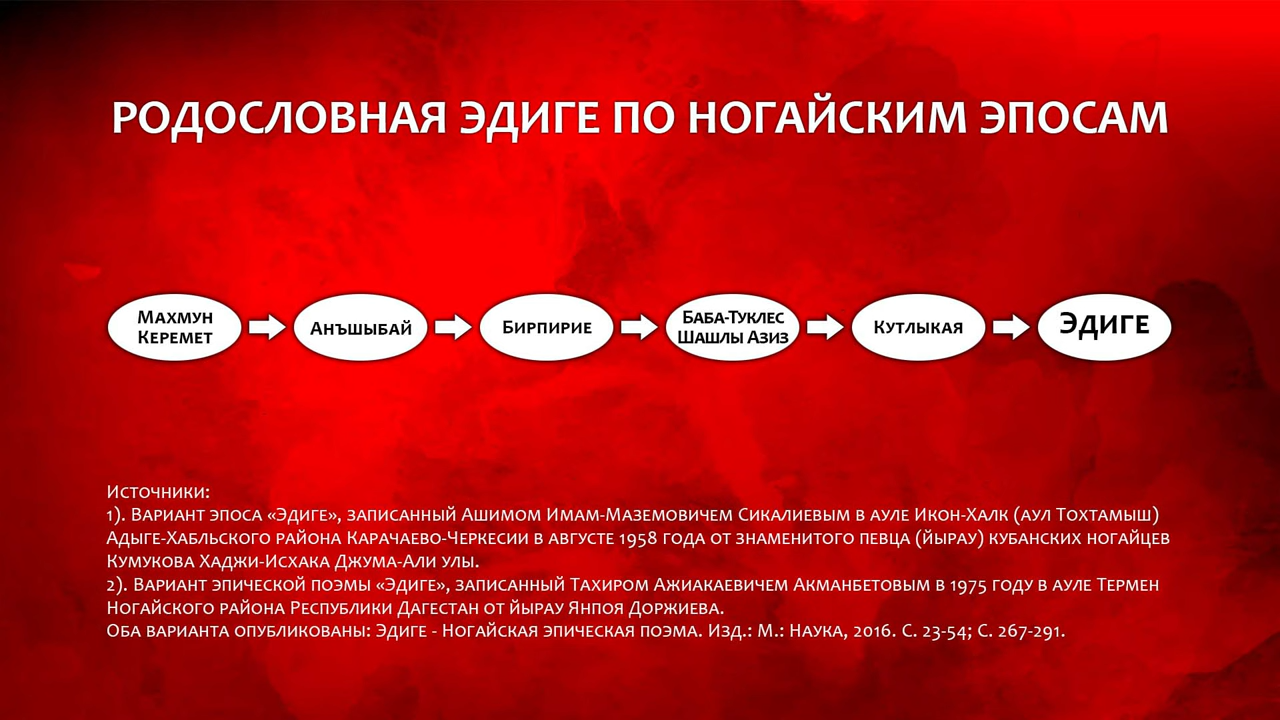 РОДОСЛОВНАЯ ЭДИГЕ ПО НОГАЙСКИМ ЭПОСАМ
Махмун
Керемет
Анъшыбай
Бирпирие
Баба-Туклес
Шашлы Азиз
Кутлыкая
Эдиге
Источники:
1). Вариант эпоса «Эдиге», записанный Ашимом Имам-Маземовичем Сикалиевым в ауле Икон-Халк (аул Тохтамыш)
Адыге-Хабльского района Карачаево-Черкесии в августе 1958 года от знаменитого певца (йырау) кубанских ногайцев
Кумукова Хаджи-Исхака Джума-Али улы.
2). Вариант эпической поэмы «Эдиге», записанный Тахиром Ажиакаевичем Акманбетовым в 1975 году в ауле Термен
Ногайского района Республики Дагестан от йырау Янпоя Доржиева.
Оба варианта опубликованы: Эдиге - Ногайская эпическая поэма. Изд.: М.: Наука, 2016. С. 23-54; С. 267-291.